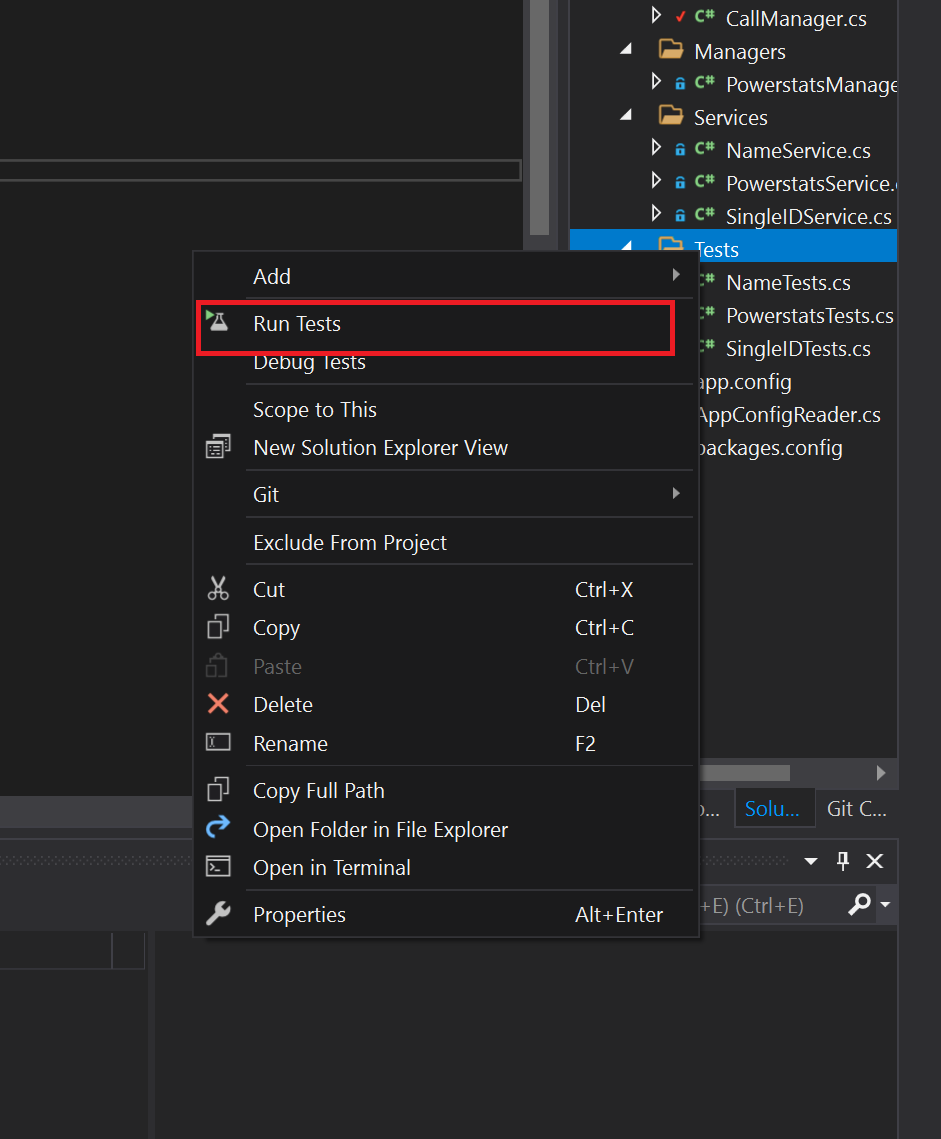 C# CallManager.cs
Managers
C# PowerstatsManage
Services
C# NameService.cs
C# PowerstatsService.
C# SingleIDService.cs
Tests
C# NameTests.cs
C# PowerstatsTests.cs
C# SingleIDTests.cs
app.config
AppConfigReader.cs
packages.config
Add
Run Tests
Debug Tests
Scope to This
New Solution Explorer View
Git
Exclude From Project
Cut Ctrl+X
Copy Ctrl+C
Paste Ctrl+V
Delete Del
Rename F2
Copy Full Path
Open Folder in File Explorer
Open in Terminal
Properties Alt+Enter
Solu... Git C...
+E) (Ctrl+E)